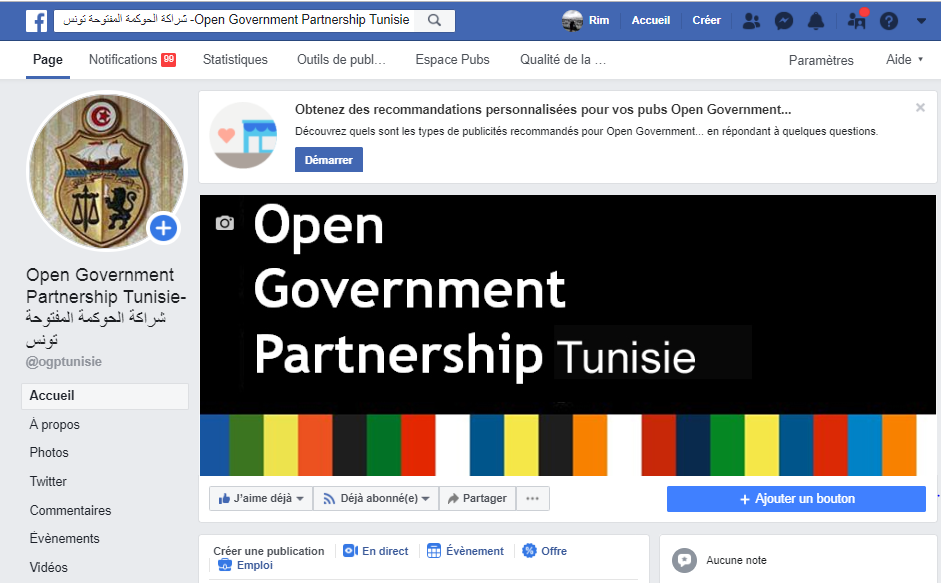 شراكة الحوكمة المفتوحة تونس -Open Government Partnership Tunisie
Rim Accueil Créer
Page Notifications 99 Statistiques Outils de publ... Espace Pubs Qualité de la ... Paramètres Aide
Obtenez des recommandations personnalisées pour vos pubs Open Government...
Découvrez quels sont les types de publicités recommandés pour Open Government... en répondant à quelques questions.
Démarrer
Open
Government
Partnership Tunisie
Open Government
Partnership Tunisie-
شراكة الحوكمة المفتوحة
تونس
@ogptunisie
Accueil
À propos
Photos
Twitter
Commentaires
Évènements
Vidéos
J'aime déjà Déjà abonné(e) Partager ... + Ajouter un bouton
Créer une publication En direct Évènement Offre
Emploi
Aucune note